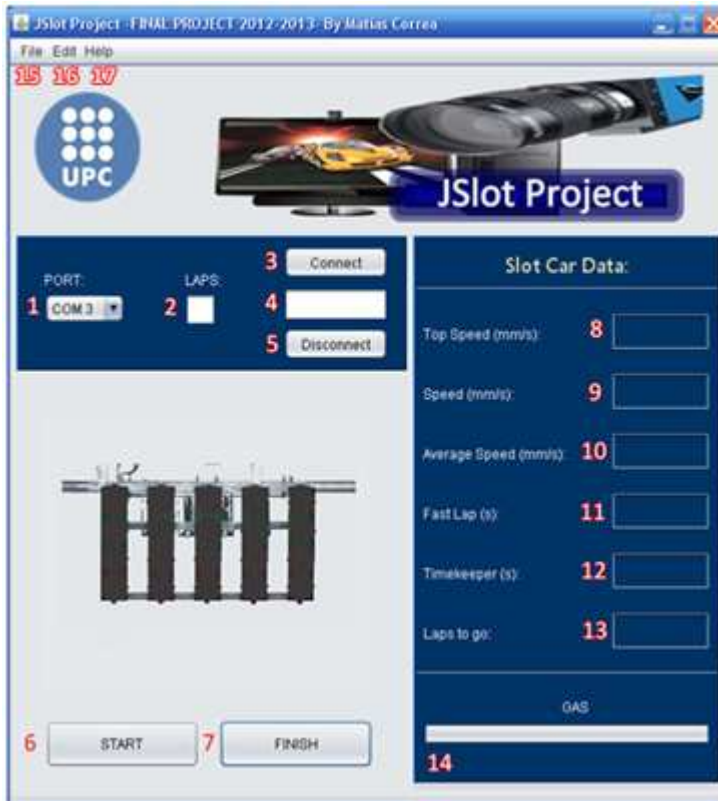 JSlot Project -FINAL PROJECT 2012-2013- By Matias Correa
File Edit Help
15 16 17
UPC
JSlot Project
PORT:
LAPS:
1 COM 3
2
3 Connect
4
5 Disconnect
Slot Car Data:
Top Speed (mm/s): 8
Speed (mm/s): 9
Average Speed (mm/s): 10
Fast Lap (s): 11
Timekeeper (s): 12
Laps to go: 13
GAS
14
6 START
7 FINISH